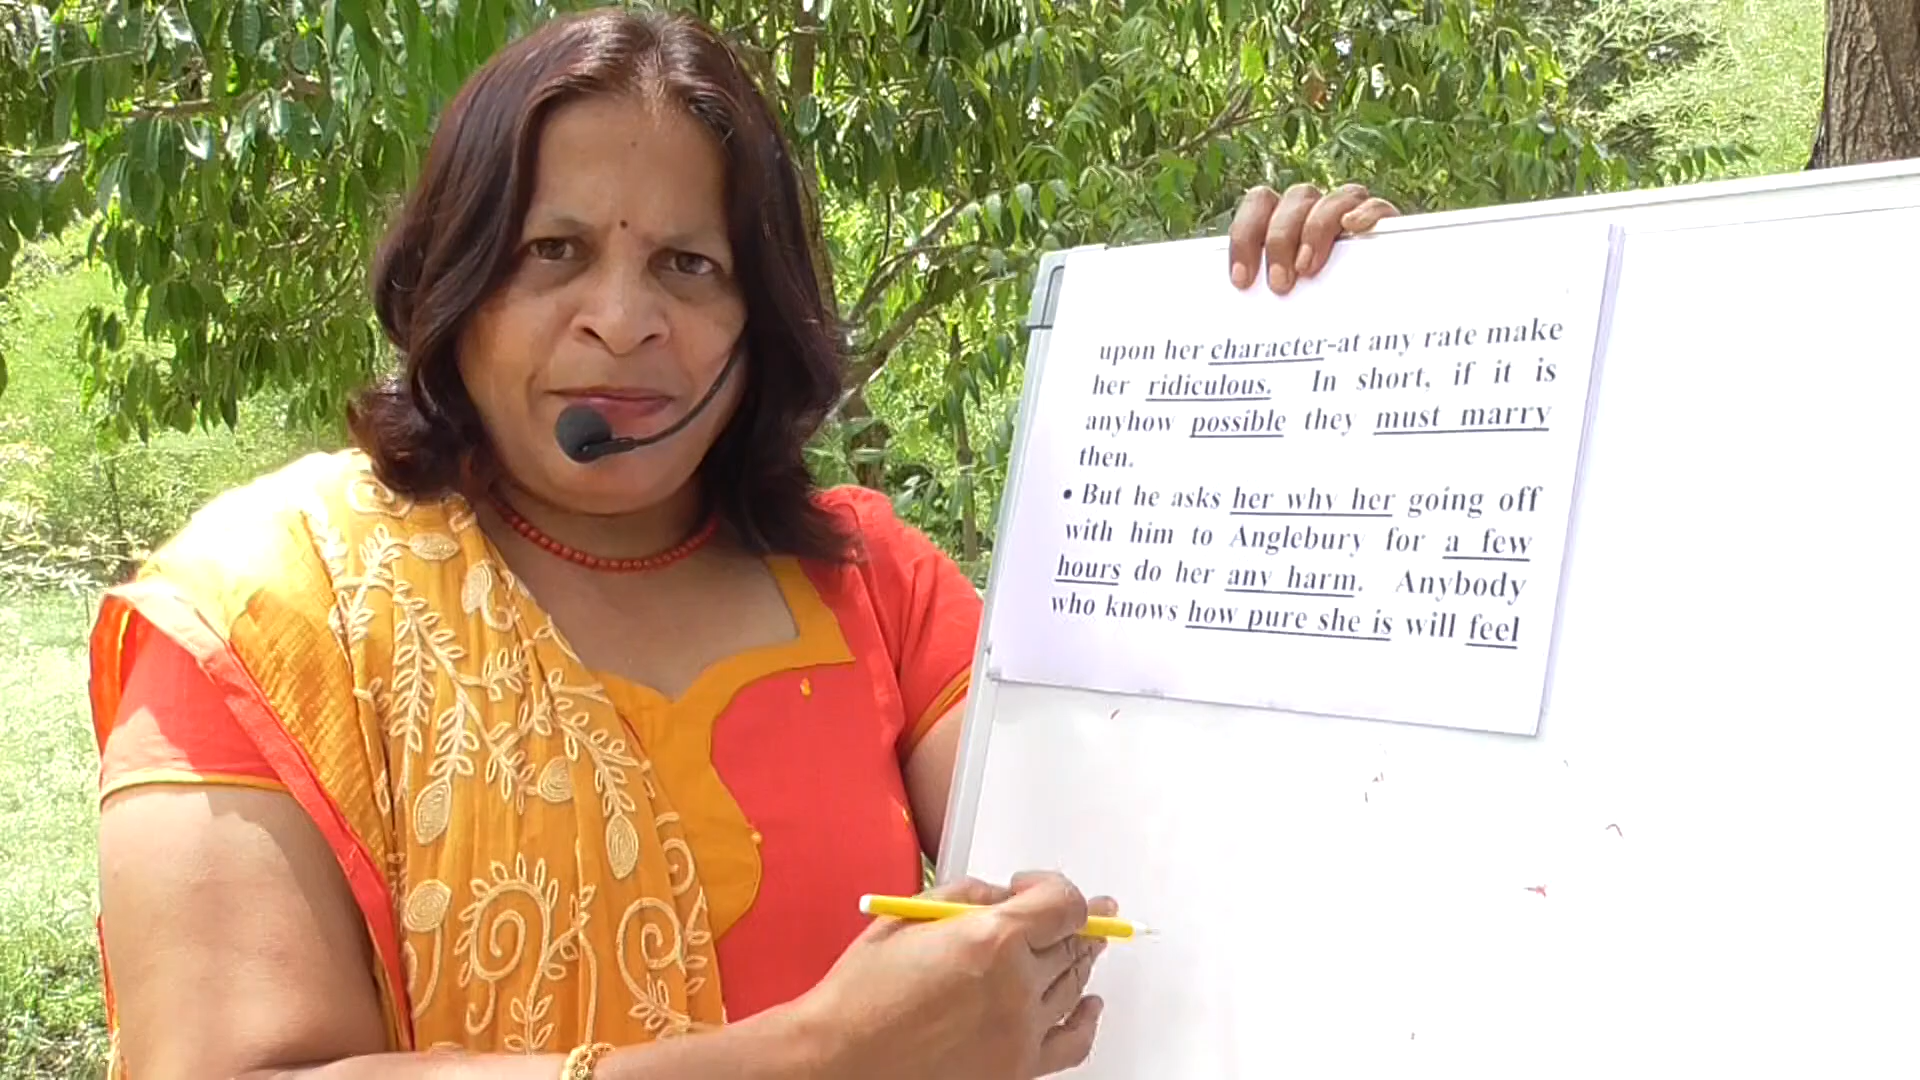 upon her character-at any rate make
her ridiculous. In short, if it is
anyhow possible they must marry
then.
• But he asks her why her going off
with him to Anglebury for a few
hours do her any harm. Anybody
who knows how pure she is will feel